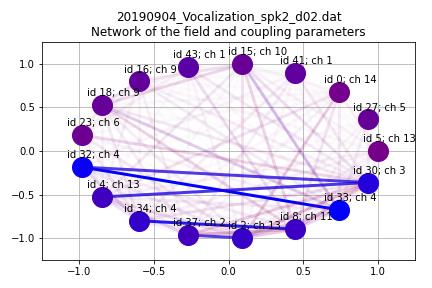 20190904_Vocalization_spk2_d02.dat
Network of the field and coupling parameters
id 15; ch 10
id 43; ch 1
id 41; ch 1
id 16; ch 9
id 0; ch 14
id 18; ch 9
id 27; ch 5
id 23; ch 6
id 5; ch 13
id 32; ch 4
id 30; ch 3
id 4; ch 13
id 33; ch 4
id 34; ch 4
id 8; ch 11
id 37; ch 2
id 2; ch 13
1.0
0.5
0.0
−0.5
−1.0
−1.0 −0.5 0.0 0.5 1.0